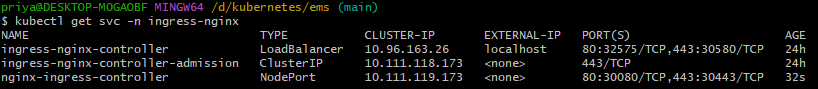 priya@DESKTOP-MOGAOBF MINGW64 /d/kubernetes/ems (main)
$ kubectl get svc -n ingress-nginx
NAME TYPE CLUSTER-IP EXTERNAL-IP PORT(S) AGE
ingress-nginx-controller LoadBalancer 10.96.163.26 localhost 80:32575/TCP,443:30580/TCP 24h
ingress-nginx-controller-admission ClusterIP 10.111.118.173 <none> 443/TCP 24h
nginx-ingress-controller NodePort 10.111.119.173 <none> 80:30080/TCP,443:30443/TCP 32s